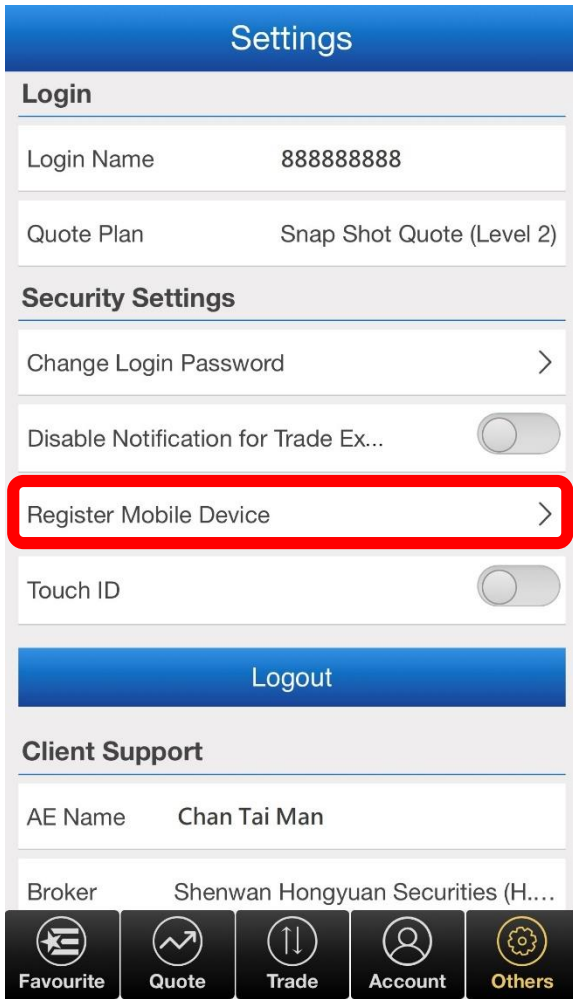 Settings
Login
Login Name 888888888
Quote Plan Snap Shot Quote (Level 2)
Security Settings
Change Login Password
Disable Notification for Trade Ex...
Register Mobile Device
Touch ID
Logout
Client Support
AE Name Chan Tai Man
Broker Shenwan Hongyuan Securities (H....
Favourite Quote Trade Account Others